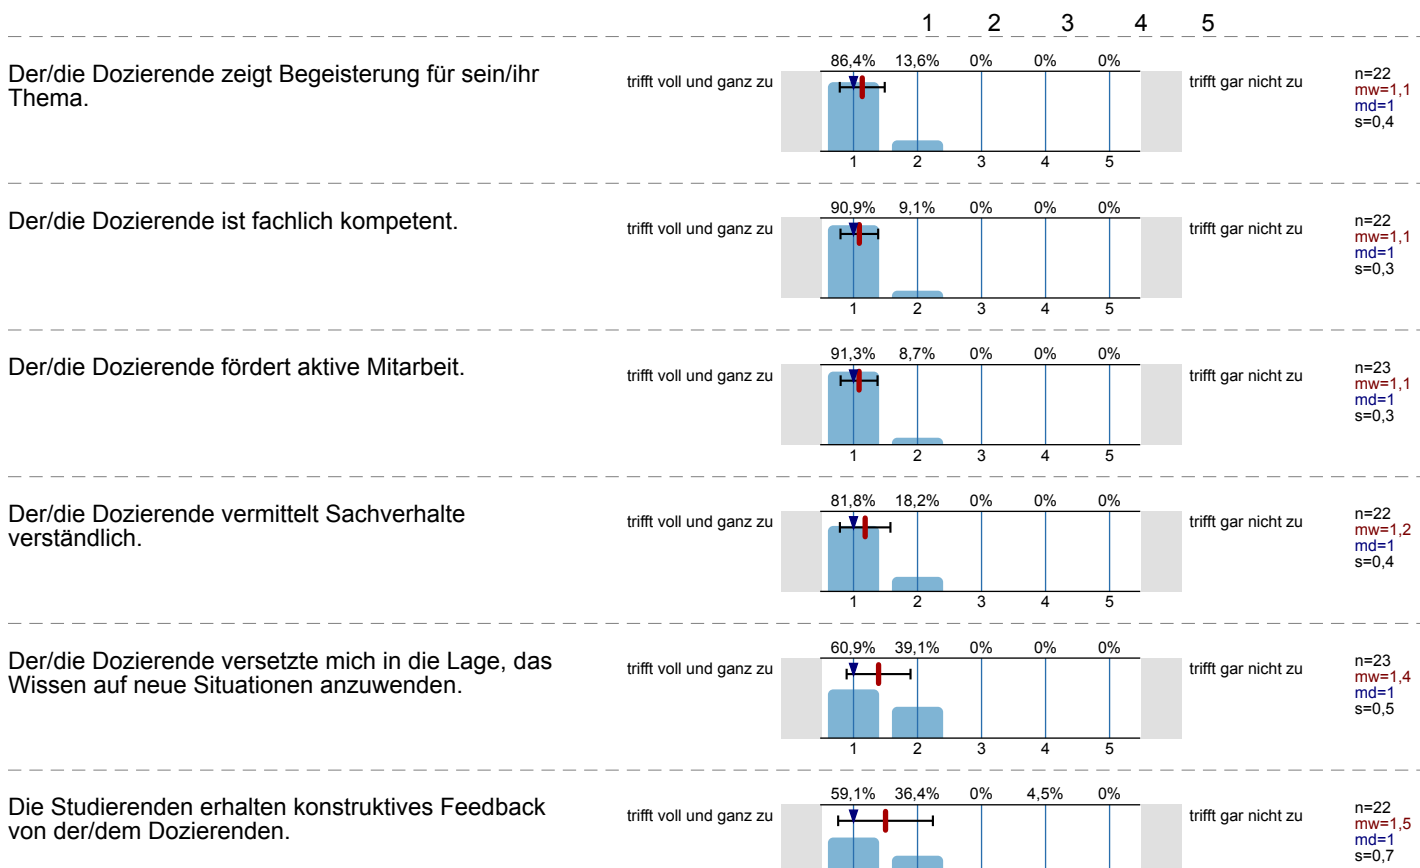 1 2 3 4 5
Der/die Dozierende zeigt Begeisterung für sein/ihr
Thema.
trifft voll und ganz zu
86,4% 13,6% 0% 0% 0%
1 2 3 4 5
trifft gar nicht zu
n=22
mw=1,1
md=1
s=0,4
Der/die Dozierende ist fachlich kompetent.
trifft voll und ganz zu
90,9% 9,1% 0% 0% 0%
1 2 3 4 5
trifft gar nicht zu
n=22
mw=1,1
md=1
s=0,3
Der/die Dozierende fördert aktive Mitarbeit.
trifft voll und ganz zu
91,3% 8,7% 0% 0% 0%
1 2 3 4 5
trifft gar nicht zu
n=23
mw=1,1
md=1
s=0,3
Der/die Dozierende vermittelt Sachverhalte
verständlich.
trifft voll und ganz zu
81,8% 18,2% 0% 0% 0%
1 2 3 4 5
trifft gar nicht zu
n=22
mw=1,2
md=1
s=0,4
Der/die Dozierende versetzte mich in die Lage, das
Wissen auf neue Situationen anzuwenden.
trifft voll und ganz zu
60,9% 39,1% 0% 0% 0%
1 2 3 4 5
trifft gar nicht zu
n=23
mw=1,4
md=1
s=0,5
Die Studierenden erhalten konstruktives Feedback
von der/dem Dozierenden.
trifft voll und ganz zu
59,1% 36,4% 0% 4,5% 0%
trifft gar nicht zu
n=22
mw=1,5
md=1
s=0,7